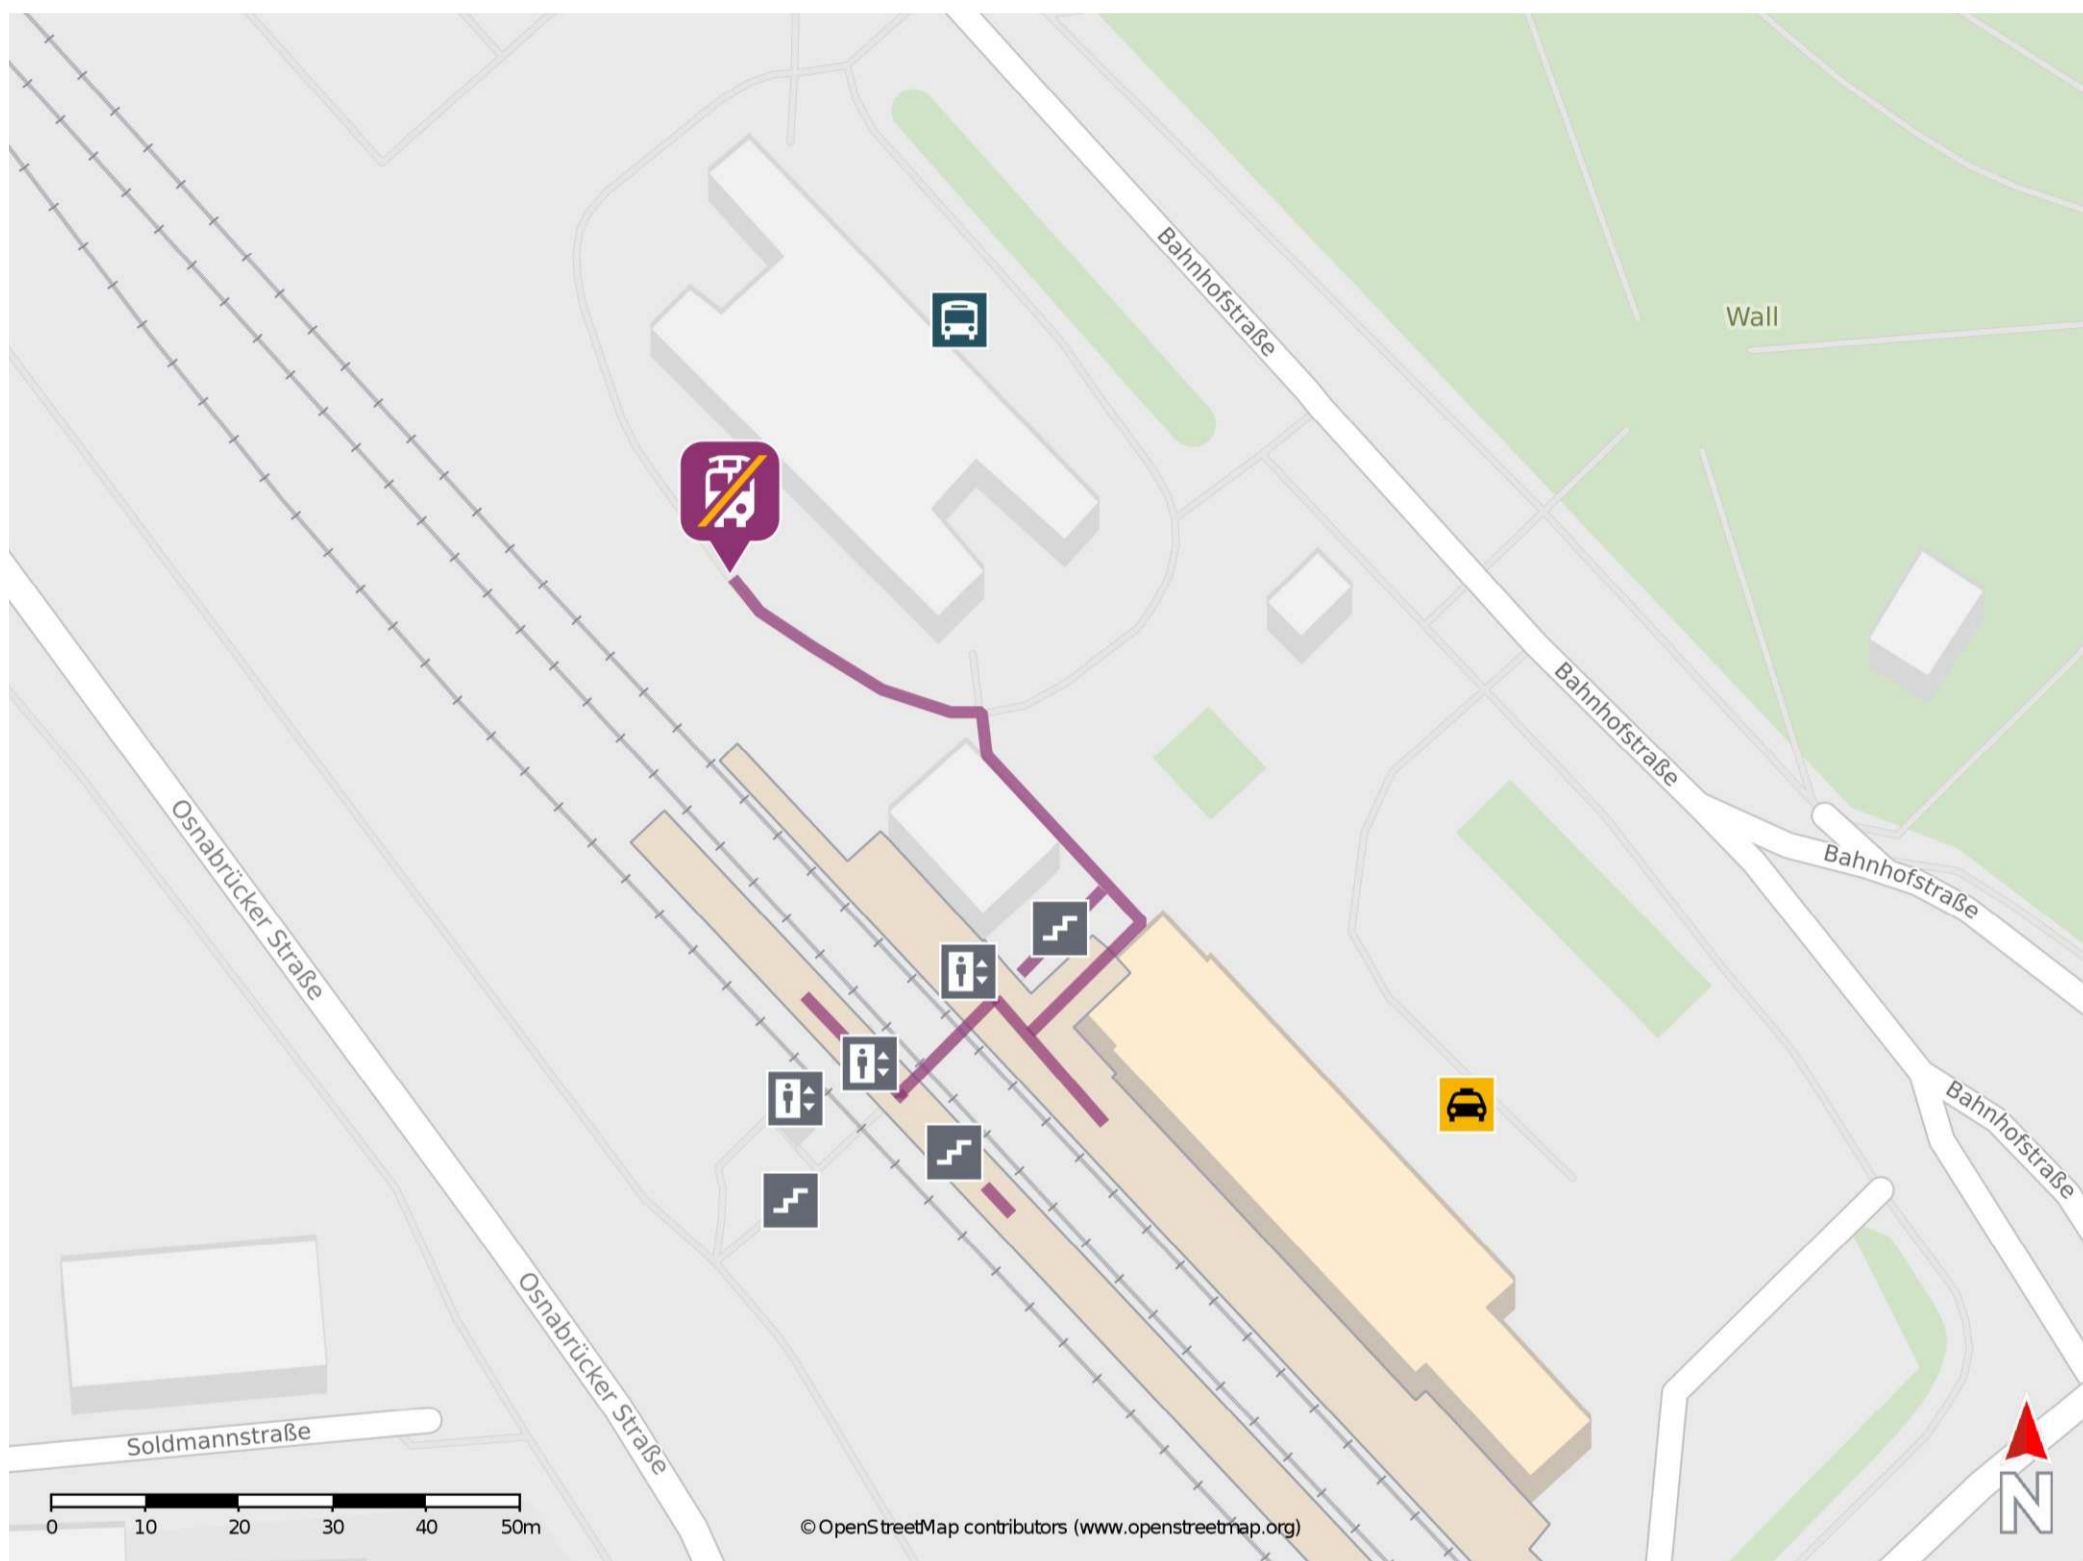 Bahnhofstraße
Wall
Bahnhofstraße
Bahnhofstraße
Bahnhofstraße
Osnabrücker Straße
Osnabrücker Straße
Soldmannstraße
0 10 20 30 40 50m
© OpenStreetMap contributors (www.openstreetmap.org)
N